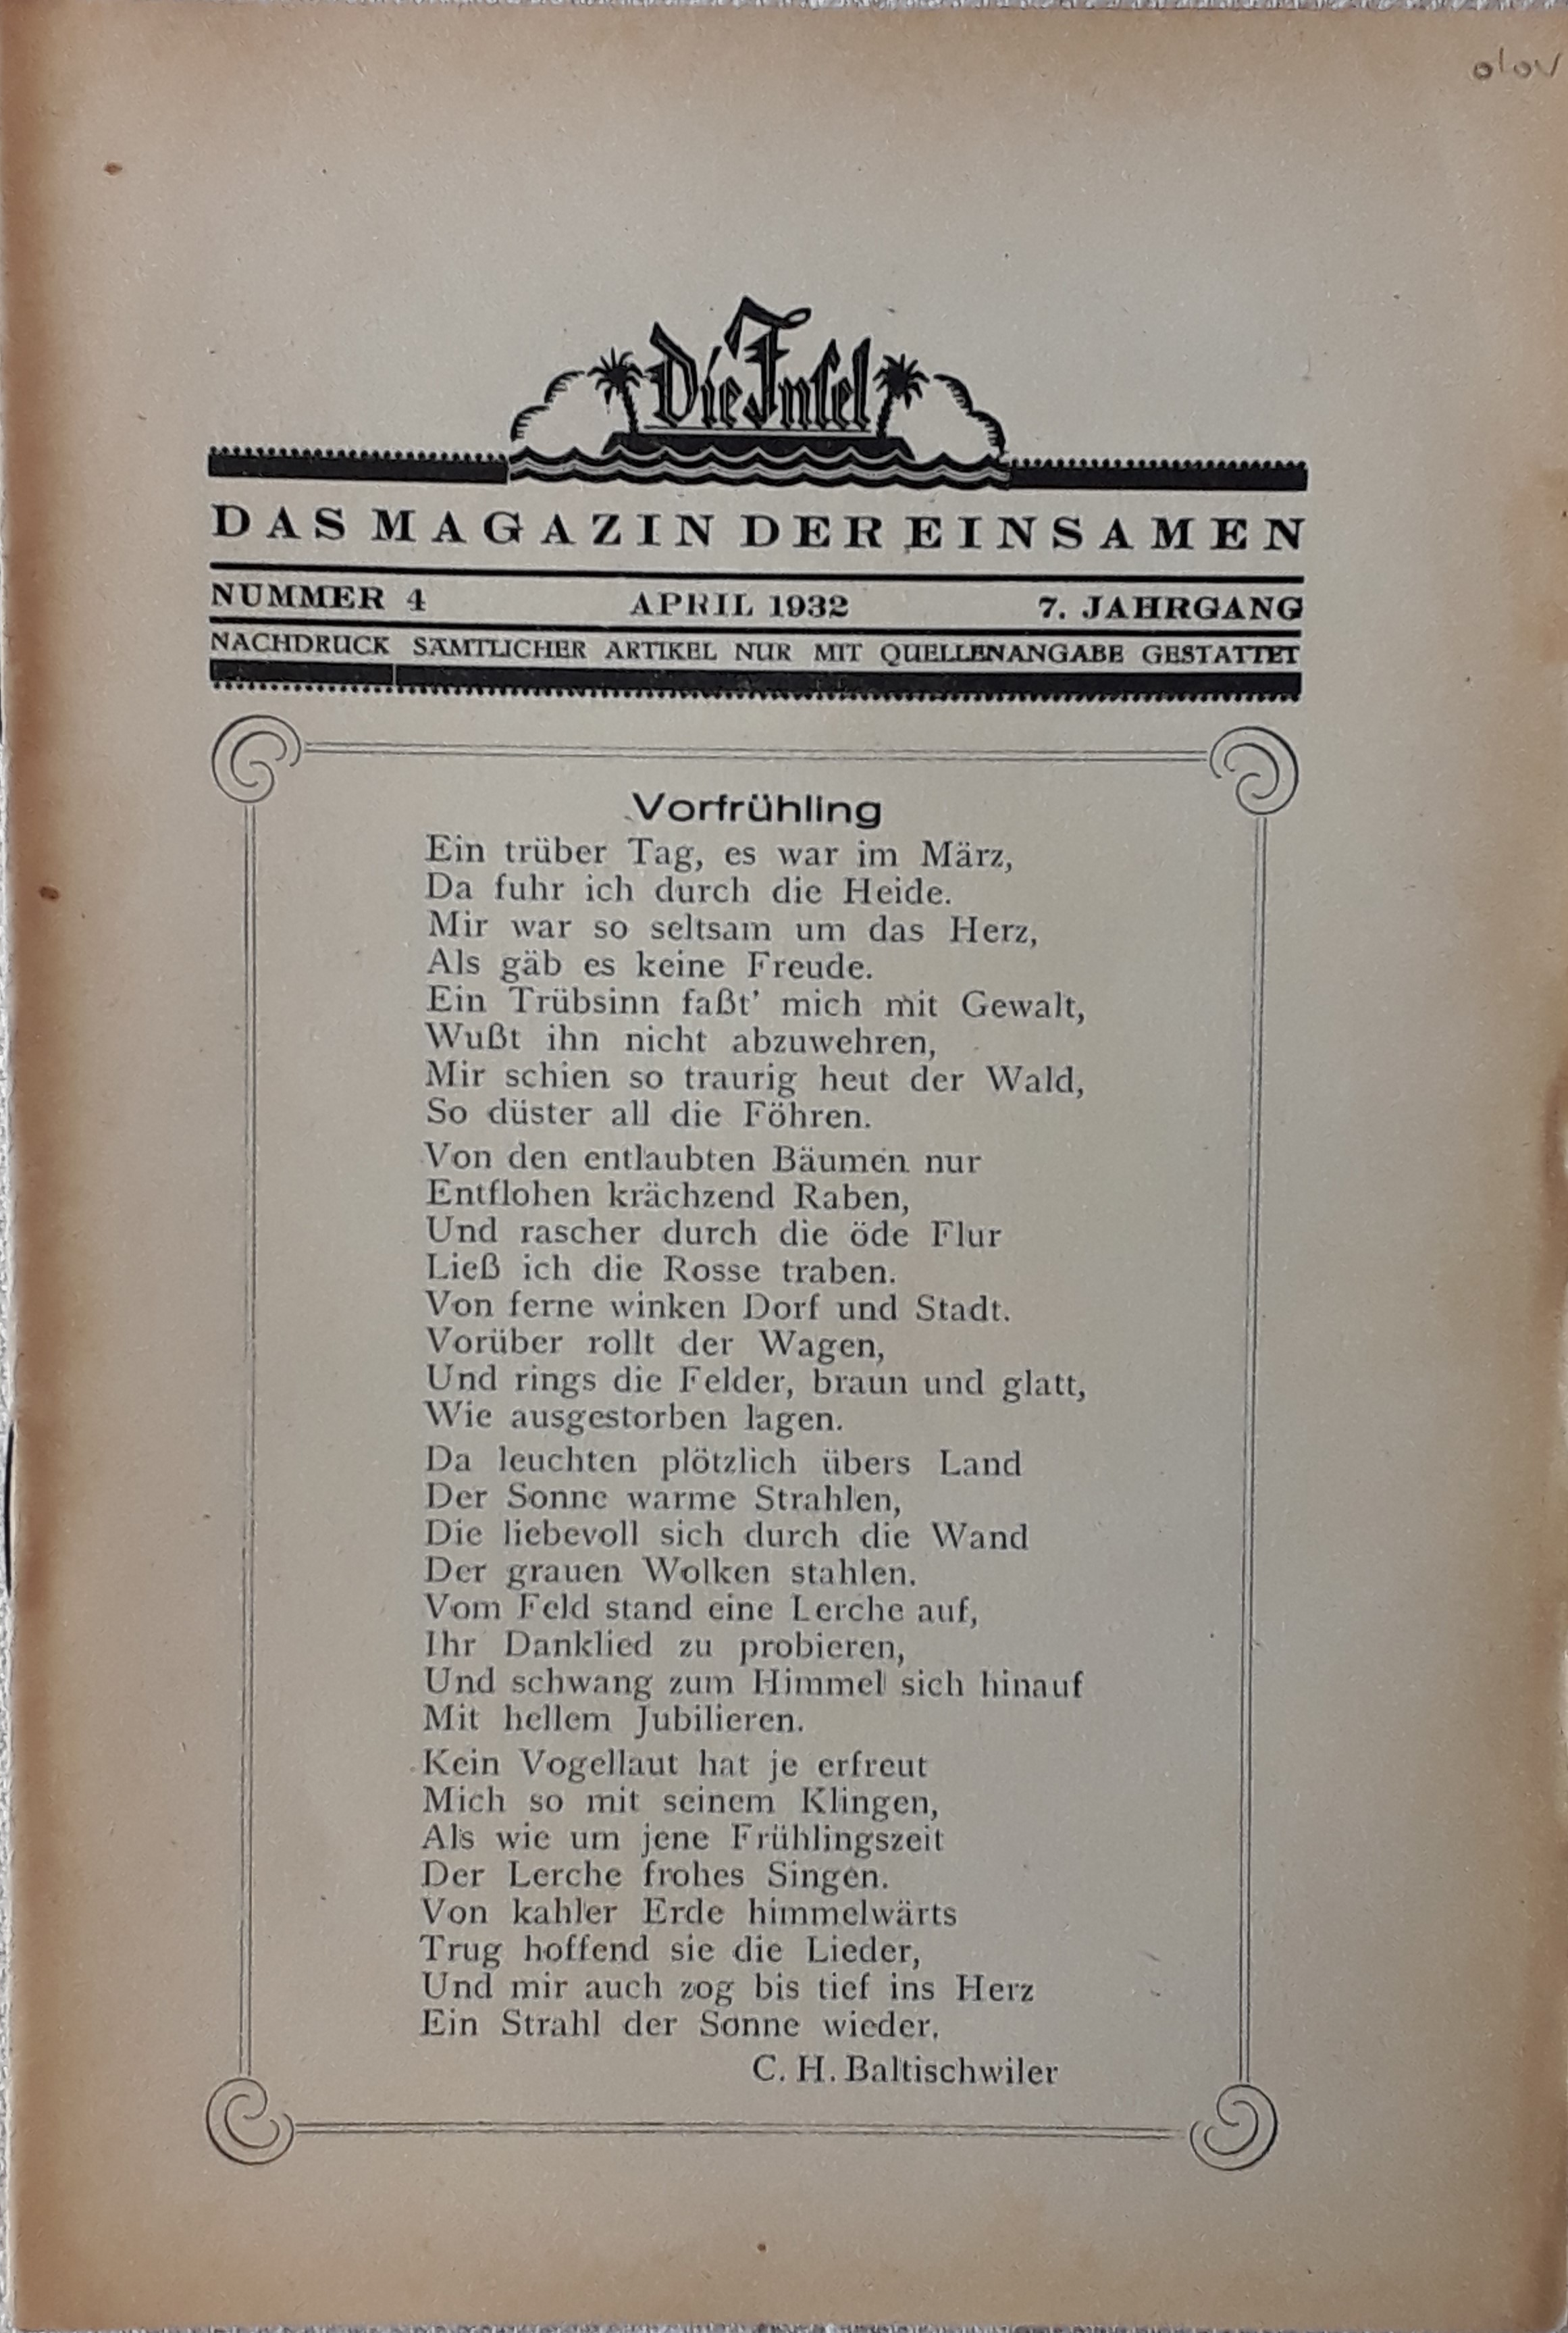 Die Insel
DAS MAGAZIN DER EINSAMEN
NUMMER 4 APRIL 1932 7. JAHRGANG
NACHDRUCK SÄMTLICHER ARTIKEL NUR MIT QUELLENANGABE GESTATTET
Vorfrühling
Ein trüber Tag, es war im März,
Da fuhr ich durch die Heide.
Mir war so seltsam um das Herz,
Als gäb es keine Freude.
Ein Trübsinn faßt' mich mit Gewalt,
Wußt ihn nicht abzuwehren,
Mir schien so traurig heut der Wald,
So düster all die Föhren.
Von den entlaubten Bäumen nur
Entflohen krächzend Raben,
Und rascher durch die öde Flur
Ließ ich die Rosse traben.
Von ferne winken Dorf und Stadt.
Vorüber rollt der Wagen,
Und rings die Felder, braun und glatt,
Wie ausgestorben lagen.
Da leuchten plötzlich übers Land
Der Sonne warme Strahlen,
Die liebevoll sich durch die Wand
Der grauen Wolken stahlen.
Vom Feld stand eine Lerche auf,
Ihr Danklied zu probieren,
Und schwang zum Himmel sich hinauf
Mit hellem Jubilieren.
Kein Vogellaut hat je erfreut
Mich so mit seinem Klingen,
Als wie um jene Frühlingszeit
Der Lerche frohes Singen.
Von kahler Erde himmelwärts
Trug hoffend sie die Lieder,
Und mir auch zog bis tief ins Herz
Ein Strahl der Sonne wieder.
C. H. Baltischwiler